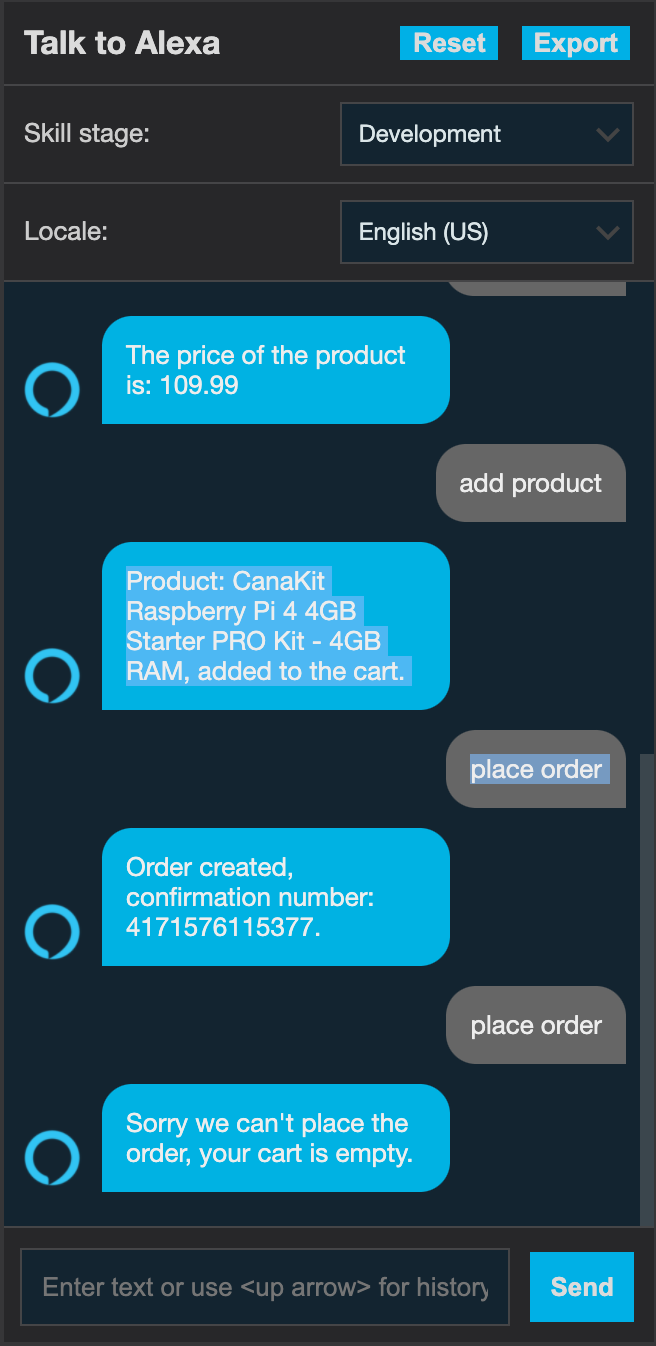 Talk to Alexa
Reset
Export
Skill stage:
Development
Locale:
English (US)
The price of the product
is: 109.99
add product
Product: CanaKit
Raspberry Pi 4 4GB
Starter PRO Kit - 4GB
RAM, added to the cart.
place order
Order created,
confirmation number:
4171576115377.
place order
Sorry we can't place the
order, your cart is empty.
Enter text or use <up arrow> for history
Send